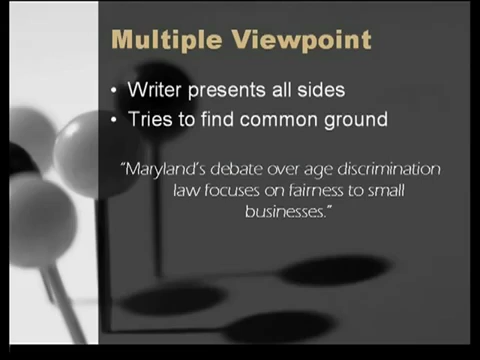 Multiple Viewpoint
• Writer presents all sides
• Tries to find common ground
“Maryland’s debate over age discrimination
law focuses on fairness to small
businesses.”